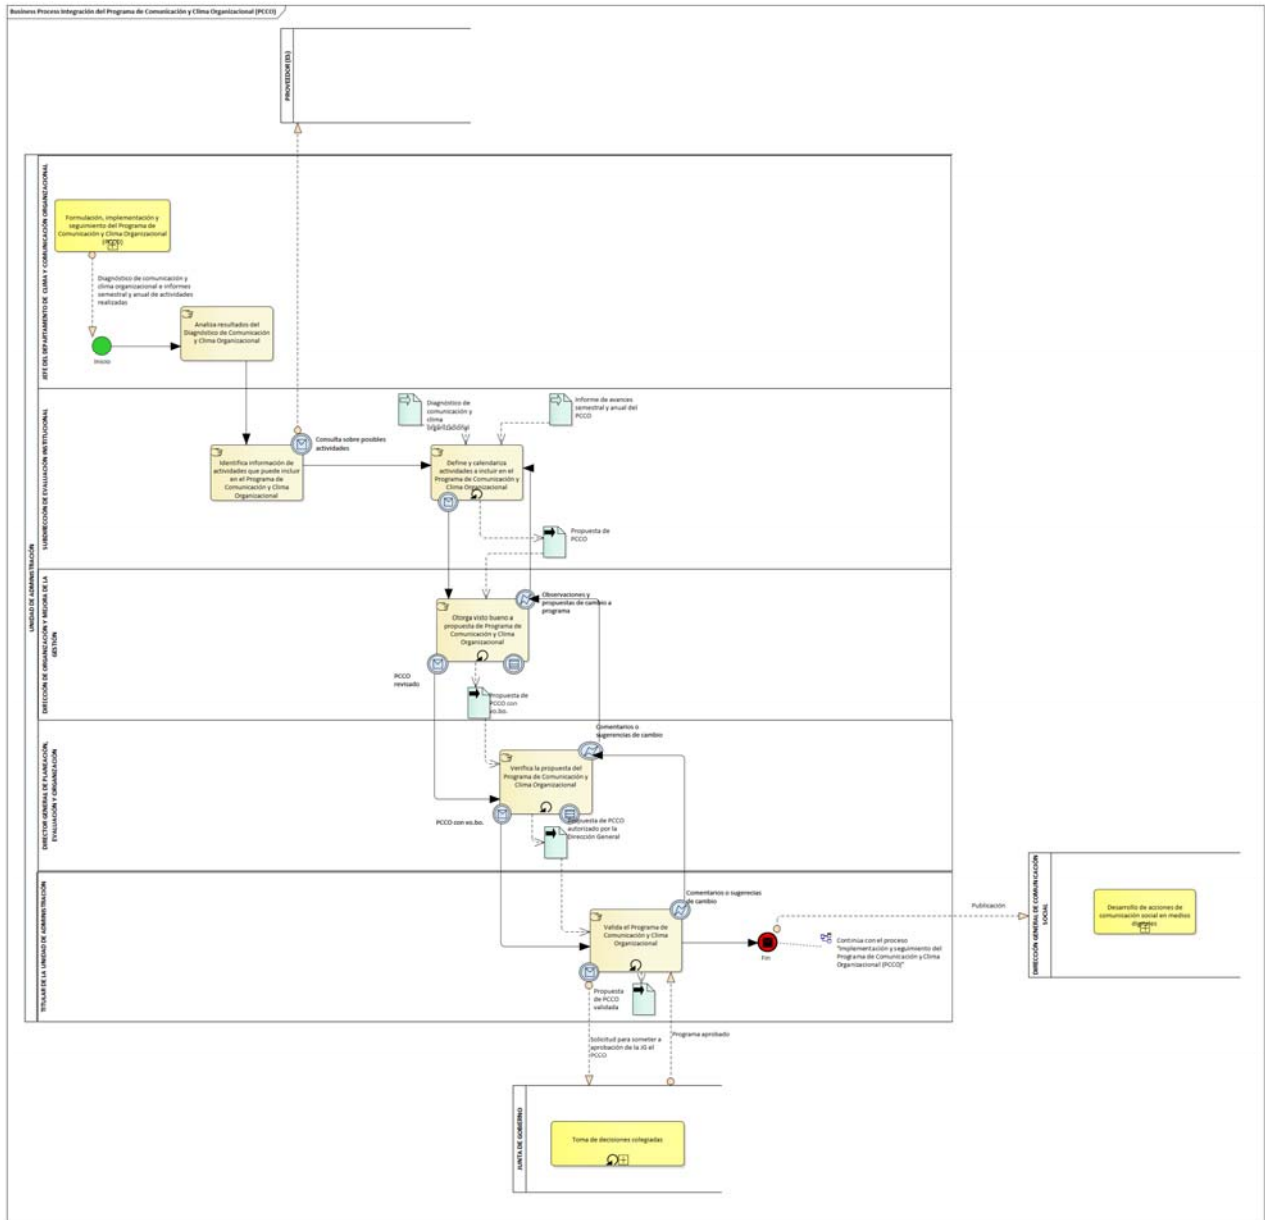 Business Process Integración del Programa de Comunicación y Clima Organizacional (PCCO)
PROVEEDOR (ES)
UNIDAD DE ADMINISTRACIÓN
JEFE DEL DEPARTAMENTO DE CLIMA Y COMUNICACIÓN ORGANIZACIONAL
Formulación, implementación y
seguimiento del Programa de
Comunicación y Clima Organizacional
(PCCO)
Diagnóstico de comunicación y
clima organizacional e informes
semestral y anual de actividades
realizadas
Inicio
Analiza resultados del
Diagnóstico de Comunicación
y Clima Organizacional
SUBDIRECCIÓN DE EVALUACIÓN INSTITUCIONAL
Consulta sobre posibles
actividades
Identifica información de
actividades que puede incluir
en el Programa de
Comunicación y Clima
Organizacional
Diagnóstico de
comunicación y
clima
organizacional
Informe de avances
semestral y anual del
PCCO
Define y calendariza
actividades a incluir en el
Programa de Comunicación y
Clima Organizacional
Propuesta de
PCCO
DIRECCIÓN DE ORGANIZACIÓN Y MEJORA DE LA
GESTIÓN
Observaciones y
propuestas de cambio a
programa
Otorga visto bueno a
propuesta de Programa de
Comunicación y Clima
Organizacional
PCCO
revisado
Propuesta de
PCCO con
vo.bo.
DIRECTOR GENERAL DE PLANEACIÓN,
EVALUACIÓN Y ORGANIZACIÓN
Comentarios o
sugerencias de cambio
Verifica la propuesta del
Programa de Comunicación y
Clima Organizacional
PCCO con vo.bo.
Propuesta de PCCO
autorizado por la
Dirección General
TITULAR DE LA UNIDAD DE ADMINISTRACIÓN
Comentarios o sugerecias
de cambio
Valida el Programa de
Comunicación y Clima
Organizacional
Fin
Continúa con el proceso
"Implementación y seguimiento del
Programa de Comunicación y Clima
Organizacional (PCCO)"
Publicación
DIRECCIÓN GENERAL DE COMUNICACIÓN
SOCIAL
Desarrollo de acciones de
comunicación social en medios
digitales
Propuesta
de PCCO
validada
Solicitud para someter a
aprobación de la JG el
PCCO
Programa aprobado
JUNTA DE GOBIERNO
Toma de decisiones colegiadas